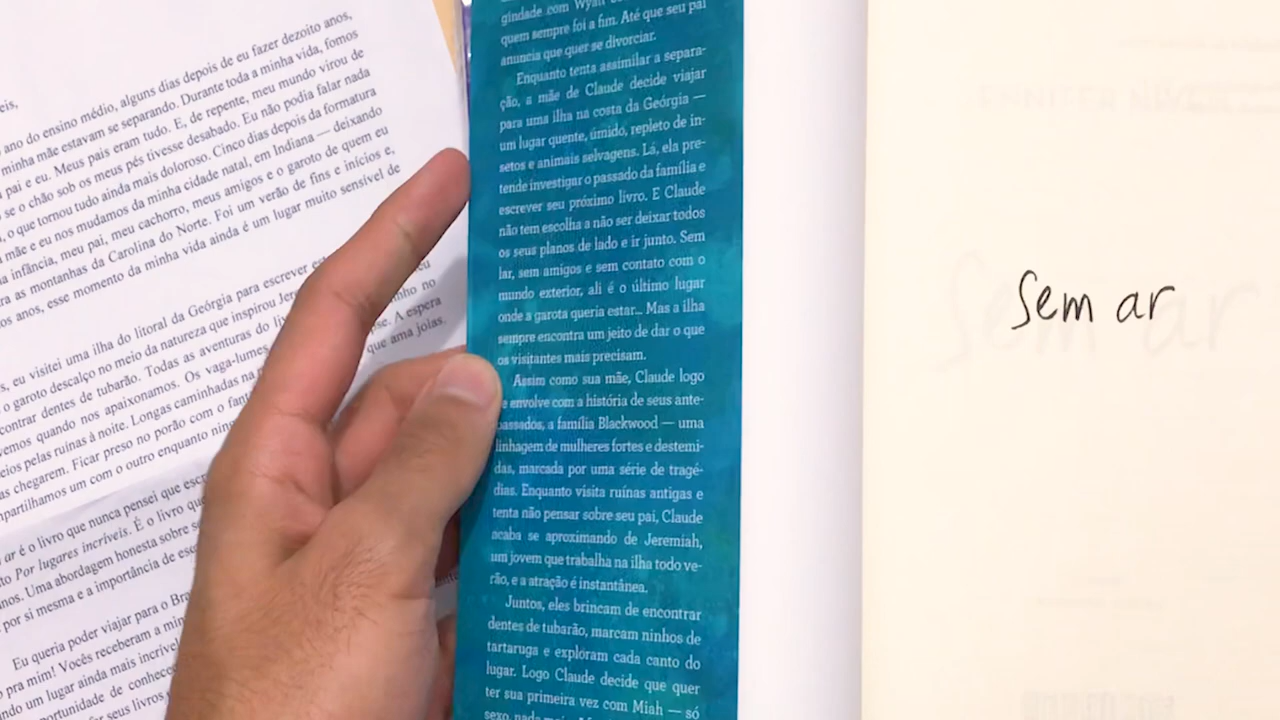 ano do ensino médio, alguns dias depois de eu fazer dezoito anos,
minha mãe estavam se separando. Durante toda a minha vida, fomos
pai e eu. Meus pais eram tudo. E, de repente, meu mundo virou de
se o chão sob os meus pés tivesse desabado. Eu não podia falar nada
o que tornou tudo ainda mais doloroso. Cinco dias depois da formatura
mãe e eu nos mudamos da minha cidade natal, em Indiana — deixando
infância, meu pai, meu cachorro, meus amigos e o garoto de quem eu
as montanhas da Carolina do Norte. Foi um verão de fins e inícios e,
anos, esse momento da minha vida ainda é um lugar muito sensível de
eu visitei uma ilha do litoral da Geórgia para escrever
o garoto descalço no meio da natureza que inspirou
contrar dentes de tubarão. Todas as aventuras do
vemos quando nos apaixonamos. Os vaga-lumes
pelas ruínas à noite. Longas caminhadas na
chegarem. Ficar preso no porão com o
um com o outro enquanto
A espera
que ama joias.
ar é o livro que nunca pensei que
Por lugares incríveis. É o livro
Uma abordagem honesta sobre
por si mesma e a importância de
Eu queria poder viajar para o
pra mim! Vocês receberam a
um lugar ainda mais
de
seus livros
gindade com Wyatt
quem sempre foi a fim. Até que seu pai
anuncia que quer se divorciar.
Enquanto tenta assimilar a separa-
ção, a mãe de Claude decide viajar
para uma ilha na costa da Geórgia —
um lugar quente, úmido, repleto de in-
setos e animais selvagens. Lá, ela pre-
tende investigar o passado da família e
escrever seu próximo livro. E Claude
não tem escolha a não ser deixar todos
os seus planos de lado e ir junto. Sem
lar, sem amigos e sem contato com o
mundo exterior, ali é o último lugar
onde a garota queria estar... Mas a ilha
sempre encontra um jeito de dar o que
os visitantes mais precisam.
Assim como sua mãe, Claude logo
e envolve com a história de seus ante-
passados, a família Blackwood — uma
linhagem de mulheres fortes e destemi-
das, marcada por uma série de tragé-
dias. Enquanto visita ruínas antigas e
tenta não pensar sobre seu pai, Claude
acaba se aproximando de Jeremiah,
um jovem que trabalha na ilha todo ve-
rão, e a atração é instantânea.
Juntos, eles brincam de encontrar
dentes de tubarão, marcam ninhos de
tartaruga e exploram cada canto do
lugar. Logo Claude decide que quer
ter sua primeira vez com Miah — só
Sem ar